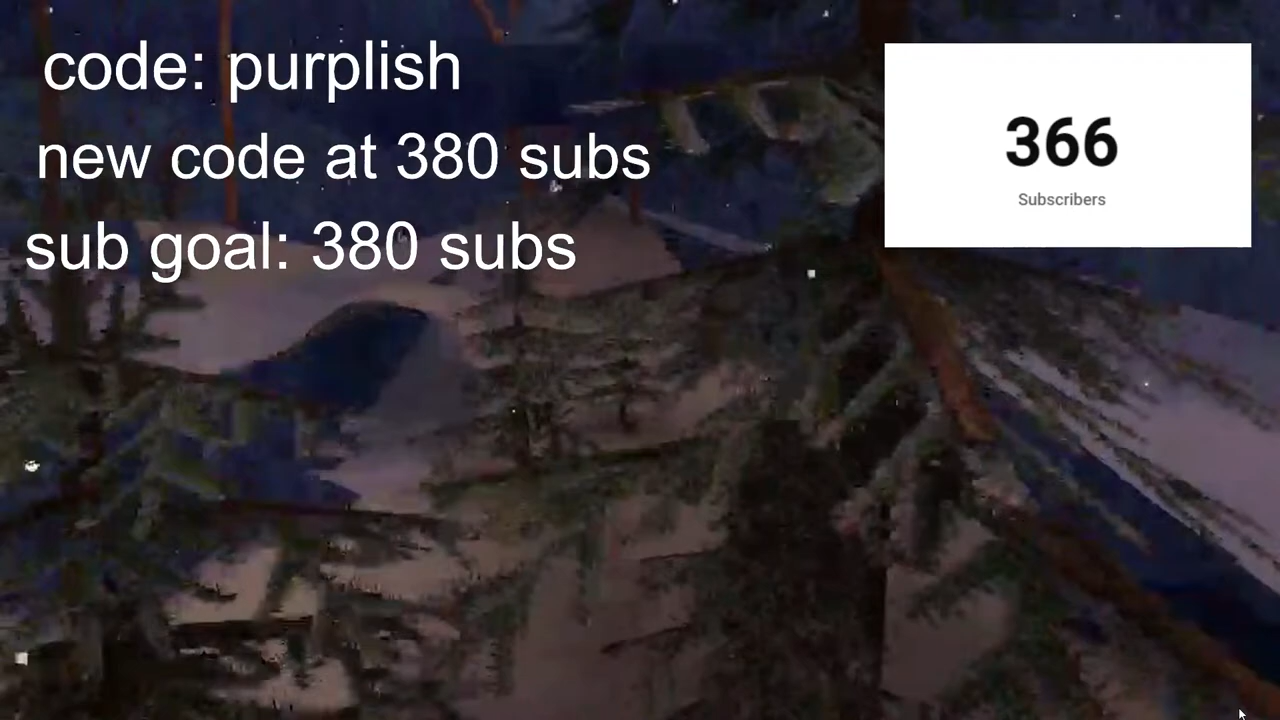 code: purplish
new code at 380 subs
sub goal: 380 subs
366
Subscribers